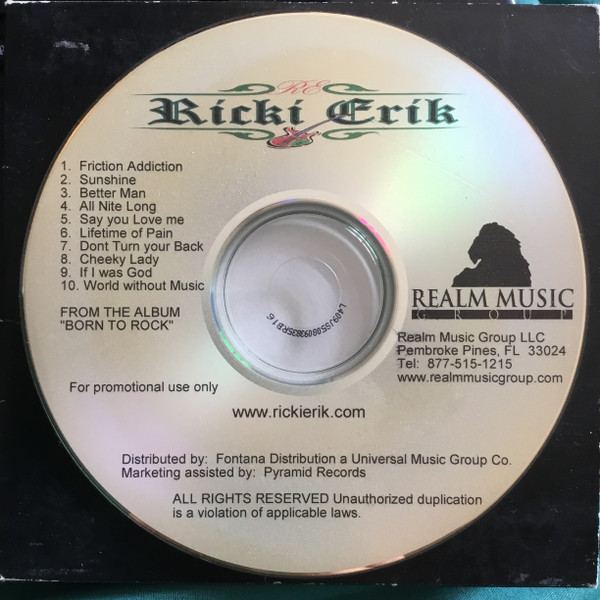 RE
Ricki Erik
1. Friction Addiction
2. Sunshine
3. Better Man
4. All Nite Long
5. Say you Love me
6. Lifetime of Pain
7. Dont Turn your Back
8. Cheeky Lady
9. If I was God
10. World without Music
FROM THE ALBUM
"BORN TO ROCK"
For promotional use only
REALM MUSIC
GROUP
Realm Music Group LLC
Pembroke Pines, FL 33024
Tel: 877-515-1215
www.realmmusicgroup.com
www.rickierik.com
Distributed by: Fontana Distribution a Universal Music Group Co.
Marketing assisted by: Pyramid Records
ALL RIGHTS RESERVED Unauthorized duplication
is a violation of applicable laws.